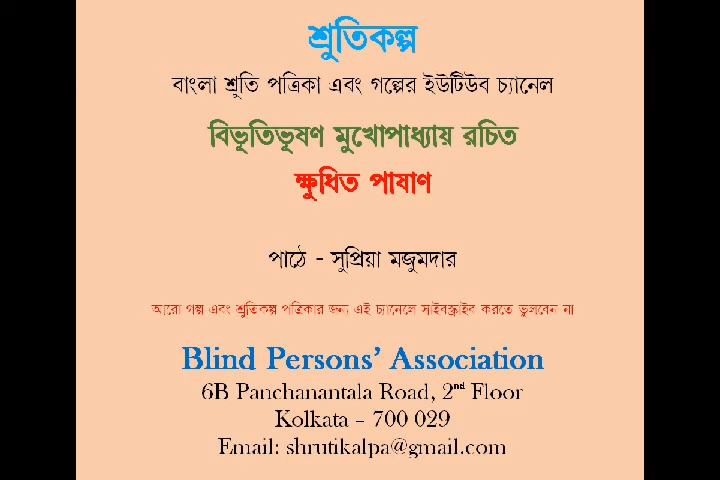 শ্রুতিকল্প
বাংলা শ্রুতি পত্রিকা এবং গল্পের ইউটিউব চ্যানেল
বিভূতিভূষণ মুখোপাধ্যায় রচিত
ক্ষুধিত পাষাণ
পাঠে - সুপ্রিয়া মজুমদার
আরো গল্প এবং শ্রুতিকল্প পত্রিকার জন্য এই চ্যানেলে সাইবস্ক্রাইব করতে ভুলবেন না
Blind Persons’ Association
6B Panchanantala Road, 2nd Floor
Kolkata – 700 029
Email: shrutikalpa@gmail.com